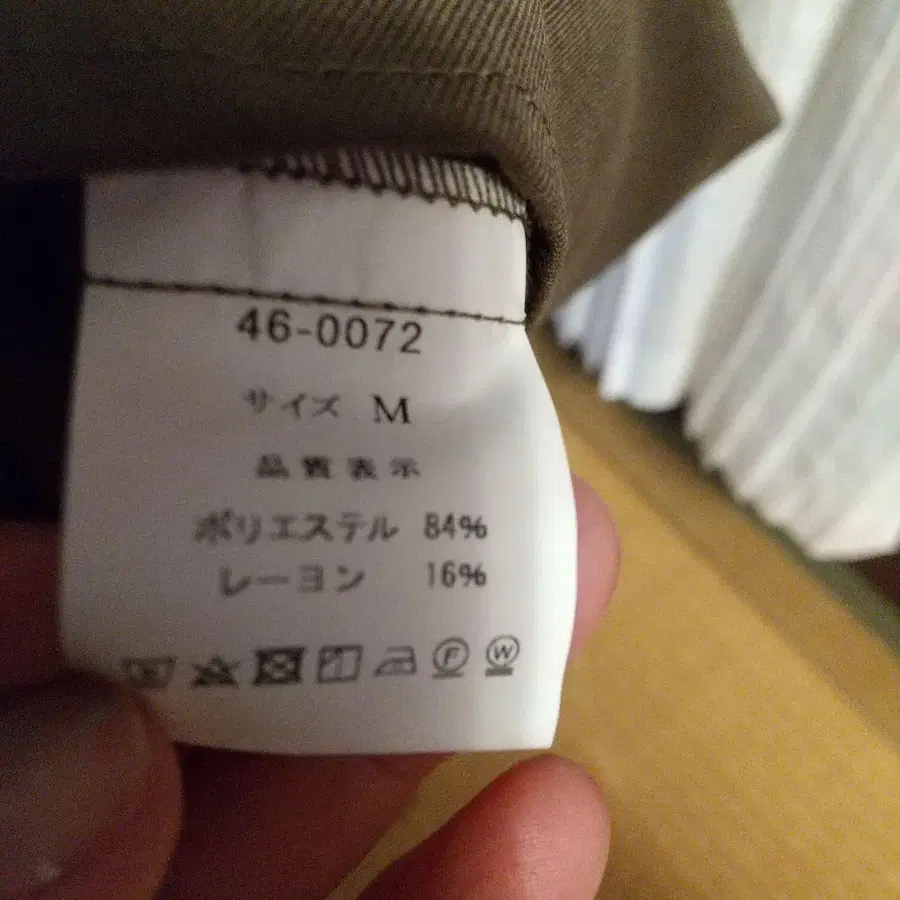 46-0072
サイズ M
品質表示
ポリエステル 84%
レーヨン 16%
F W